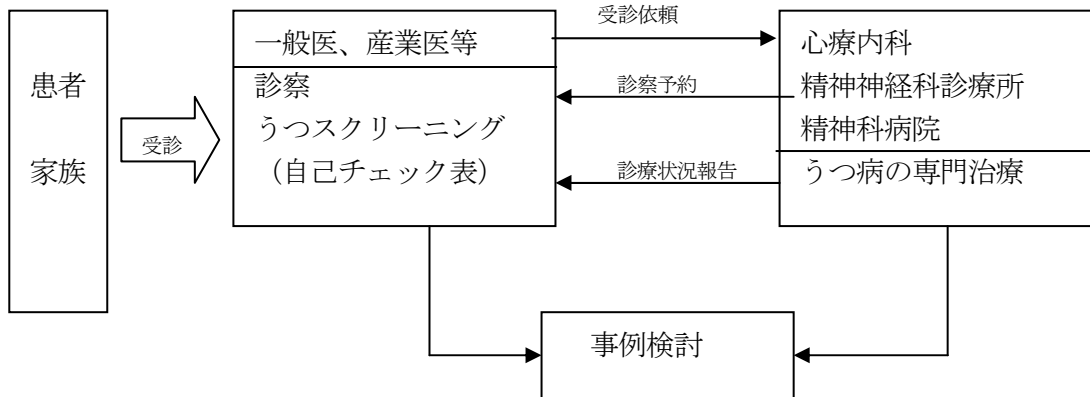 患者
家族
受診
一般医、産業医等
診察
うつスクリーニング
（自己チェック表）
受診依頼
診察予約
診療状況報告
心療内科
精神神経科診療所
精神科病院
うつ病の専門治療
事例検討